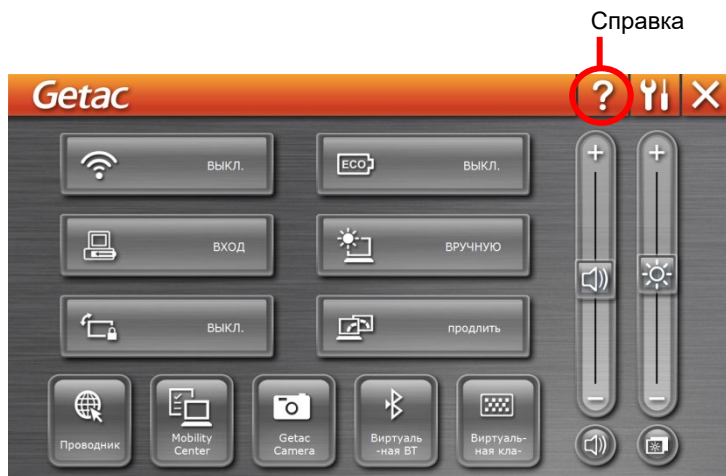 Справка
Getac
?
ВЫКЛ.
ECO
ВЫКЛ.
ВХОД
ВРУЧНУЮ
ВЫКЛ.
продлить
Проводник
Mobility
Center
Getac
Camera
Виртуаль
-ная BT
Виртуаль-
ная кла-